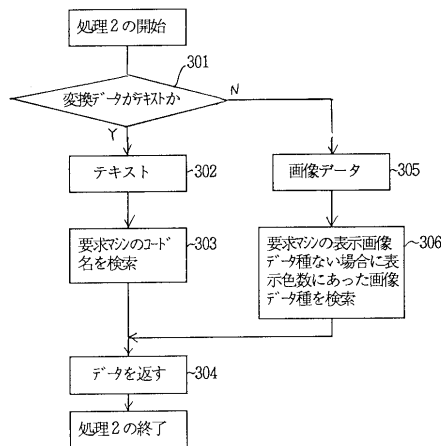 処理2の開始
301
変換データがテキストか
N
Y
テキスト
302
画像データ
305
要求マシンのコード
名を検索
303
要求マシンの表示画像
データ種ない場合に表
示色数にあった画像
データ種を検索
306
データを返す
304
処理2の終了